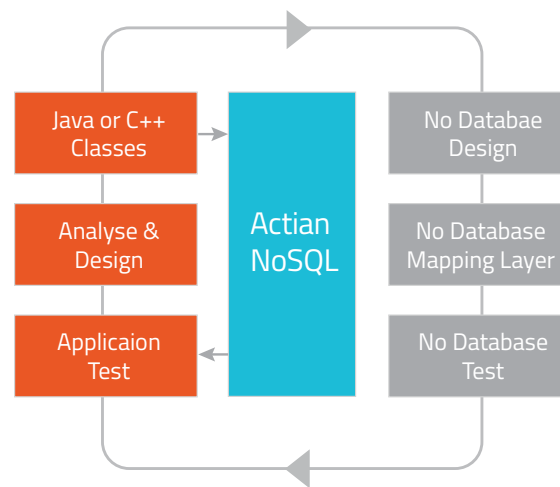 Java or C++
Classes
Analyse &
Design
Applicaion
Test
Actian
NoSQL
No Databae
Design
No Database
Mapping Layer
No Database
Test